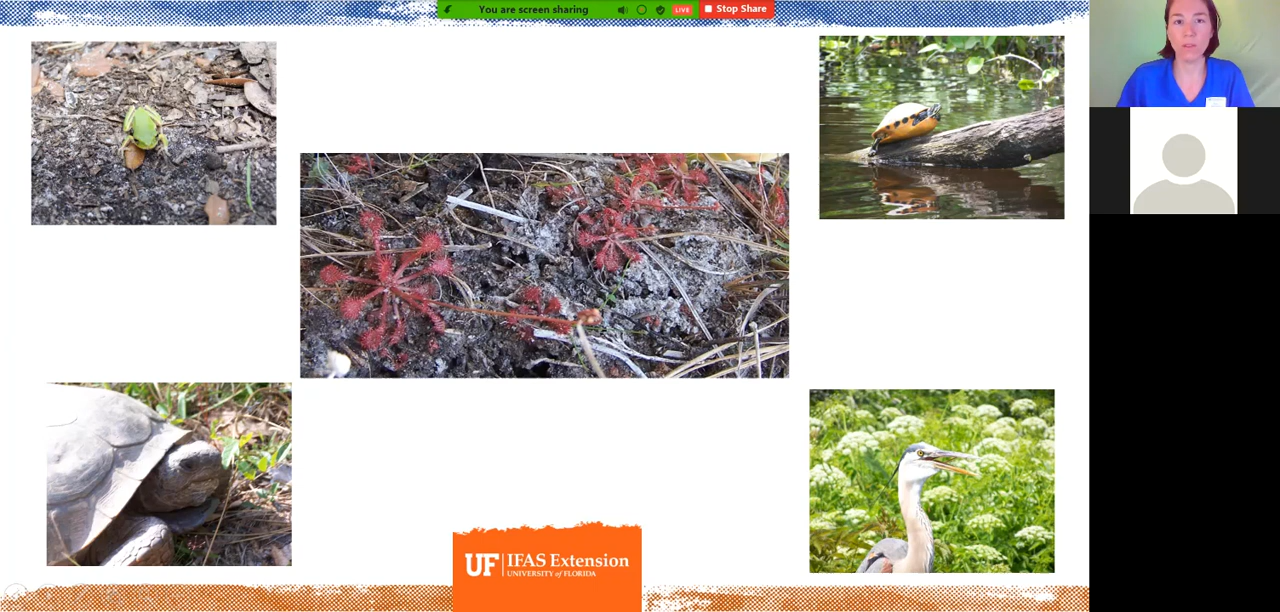 You are screen sharing
LIVE
Stop Share
UF IFAS Extension
UNIVERSITY of FLORIDA